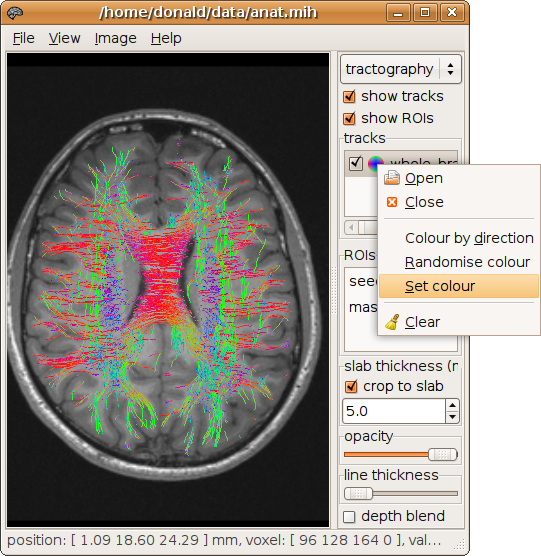 /home/donald/data/anat.mih
File View Image Help
tractography
show tracks
show ROIs
tracks
Open
Close
Colour by direction
Randomise colour
Set colour
Clear
ROIs
slab thickness
crop to slab
5.0
opacity
line thickness
depth blend
position: [ 1.09 18.60 24.29 ] mm, voxel: [ 96 128 164 0 ], val...